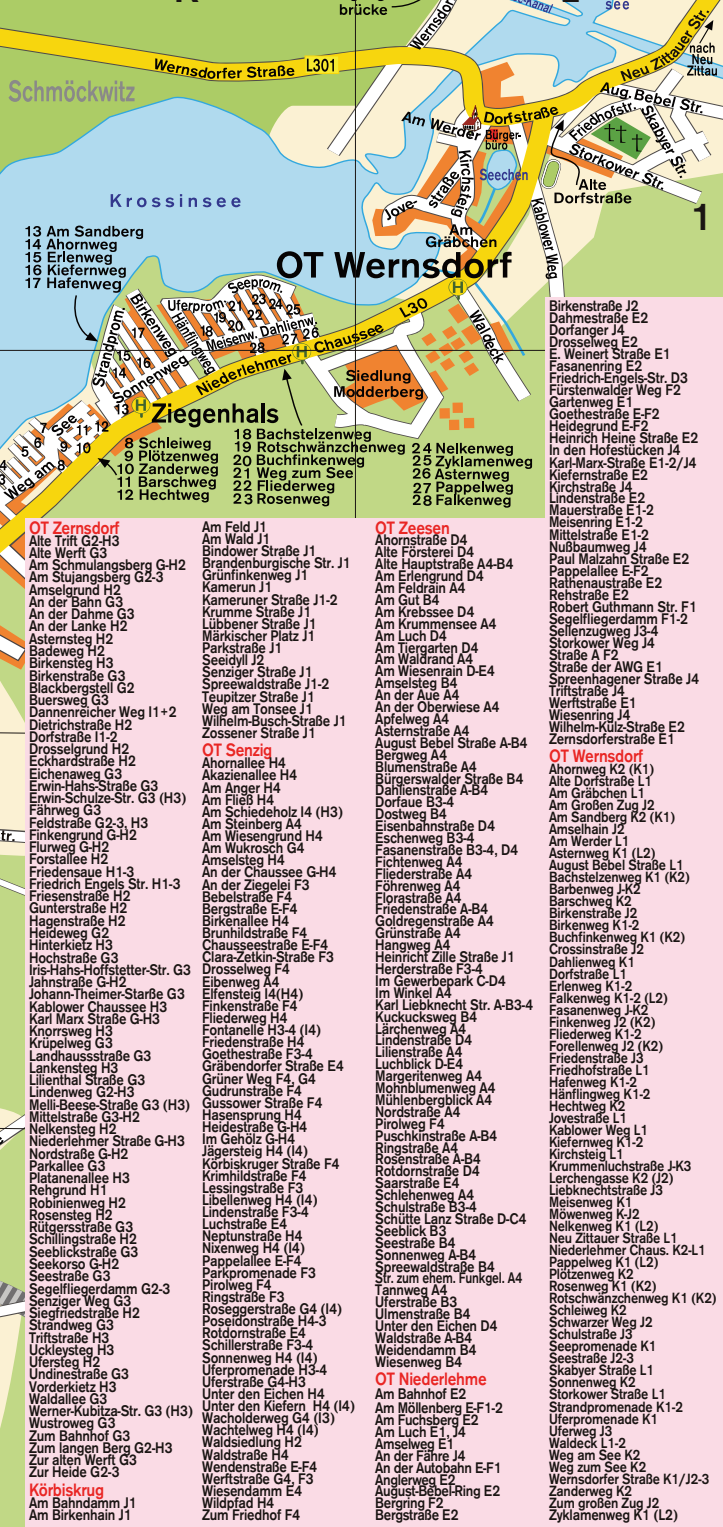 brücke
Wernsdor
-Kanal
see
Wernsdorfer Straße L301
Schmöckwitz
Neu Zittauer Str.
nach
Neu
Zittau
Aug. Bebel Str.
Am Werder
Dorfstraße
Bürger-
büro
Friedhofstr.
Skabyer Str.
Storkower Str.
Kirchsteig
Seechen
Jove-
straße
Alte
Dorfstraße
Krossinsee
Am
Gräbchen
Kablower Weg
1
13 Am Sandberg
14 Ahornweg
15 Erlenweg
16 Kiefernweg
17 Hafenweg
OT Wernsdorf
H
Seeprom.
Uferprom.
Birkenweg
Hänflingweg
Strandprom.
Meisenw.
Dahlienw.
Sonnenweg
17
15
16
14
13
18
19
20
21
22
23
24
25
26
27
28
L30
Niederlehmer Chaussee
H
Waldeck
Siedlung
Modderberg
H
Ziegenhals
Weg am See
3
4
5
6
7
8
9
10
11
12
8 Schleiweg
9 Plötzenweg
10 Zanderweg
11 Barschweg
12 Hechtweg
18 Bachstelzenweg
19 Rotschwänzchenweg
20 Buchfinkenweg
21 Weg zum See
22 Fliederweg
23 Rosenweg
24 Nelkenweg
25 Zyklamenweg
26 Asternweg
27 Pappelweg
28 Falkenweg
tr.
OT Zernsdorf
Alte Trift G2-H3
Alte Werft G3
Am Schmulangsberg G-H2
Am Stujangsberg G2-3
Amselgrund H2
An der Bahn G3
An der Dahme G3
An der Lanke H2
Asternsteg H2
Badeweg H2
Birkensteg H3
Birkenstraße G3
Blackbergstell G2
Buersweg G3
Dannenreicher Weg I1+2
Dietrichstraße H2
Dorfstraße I1-2
Drosselgrund H2
Eckhardstraße H2
Eichenaweg G3
Erwin-Hahs-Straße G3
Erwin-Schulze-Str. G3 (H3)
Fährweg G3
Feldstraße G2-3, H3
Finkengrund G-H2
Flurweg G-H2
Forstallee H2
Friedensaue H1-3
Friedrich Engels Str. H1-3
Friesenstraße H2
Gunterstraße H2
Hagenstraße H2
Heideweg G2
Hinterkietz H3
Hochstraße G3
Iris-Hahs-Hoffstetter-Str. G3
Jahnstraße G-H2
Johann-Theimer-Starße G3
Kablower Chaussee H3
Karl Marx Straße G-H3
Knorrsweg H3
Krüpelweg G3
Landhaussstraße G3
Lankensteg H3
Lilienthal Straße G3
Lindenweg G2-H3
Melli-Beese-Straße G3 (H3)
Mittelstraße G3-H2
Nelkensteg H2
Niederlehmer Straße G-H3
Nordstraße G-H2
Parkallee G3
Platanenallee H3
Rehgrund H1
Robinienweg H2
Rosensteg H2
Rütgersstraße G3
Schillingstraße H2
Seeblickstraße G3
Seekorso G-H2
Seestraße G3
Segelfliegerdamm G2-3
Senziger Weg G3
Siegfriedstraße H2
Strandweg G3
Triftstraße H3
Uckleysteg H3
Ufersteg H2
Undinestraße G3
Vorderkietz H3
Waldallee G3
Werner-Kubitza-Str. G3 (H3)
Wustroweg G3
Zum Bahnhof G3
Zum langen Berg G2-H3
Zur alten Werft G3
Zur Heide G2-3
Körbiskrug
Am Bahndamm J1
Am Birkenhain J1
Am Feld J1
Am Wald J1
Bindower Straße J1
Brandenburgische Str. J1
Grünfinkenweg J1
Kamerun J1
Kameruner Straße J1-2
Krumme Straße J1
Lübbener Straße J1
Märkischer Platz J1
Parkstraße J1
Seeidyll J2
Senziger Straße J1
Spreewaldstraße J1-2
Teupitzer Straße J1
Weg am Tonsee J1
Wilhelm-Busch-Straße J1
Zossener Straße J1
OT Senzig
Ahornallee H4
Akazienallee H4
Am Anger H4
Am Fließ H4
Am Schiedeholz I4 (H3)
Am Steinberg A4
Am Wiesengrund H4
Am Wukrosch G4
Amselsteg H4
An der Chaussee G-H4
An der Ziegelei F3
Bebelstraße F4
Bergstraße E-F4
Birkenallee H4
Brunhildstraße F4
Chausseestraße E-F4
Clara-Zetkin-Straße F3
Drosselweg F4
Eibenweg A4
Elfensteig I4(H4)
Finkenstraße F4
Fliederweg H4
Fontanelle H3-4 (I4)
Friedenstraße H4
Goethestraße F3-4
Gräbendorfer Straße E4
Grüner Weg F4, G4
Gudrunstraße F4
Gussower Straße F4
Hasensprung H4
Heidestraße G-H4
Im Gehölz G-H4
Jägersteig H4 (I4)
Körbiskruger Straße F4
Krimhildstraße F4
Lessingstraße F3
Libellenweg H4 (I4)
Lindenstraße F3-4
Luchstraße E4
Neptunstraße H4
Nixenweg H4 (I4)
Pappelallee E-F4
Parkpromenade F3
Pirolweg F4
Ringstraße F3
Roseggerstraße G4 (I4)
Poseidonstraße H4-3
Rotdornstraße E4
Schillerstraße F3-4
Sonnenweg H4 (I4)
Uferpromenade H3-4
Uferstraße G4-H3
Unter den Eichen H4
Unter den Kiefern H4 (I4)
Wacholderweg G4 (I3)
Wachtelweg H4 (I4)
Waldsiedlung H2
Waldstraße H4
Wendenstraße E-F4
Werftstraße G4, F3
Wiesendamm E4
Wildpfad H4
Zum Friedhof F4
OT Zeesen
Ahornstraße D4
Alte Försterei D4
Alte Hauptstraße A4-B4
Am Erlengrund D4
Am Feldrain A4
Am Gut B4
Am Krebssee D4
Am Krummensee A4
Am Luch D4
Am Tiergarten D4
Am Waldrand A4
Am Wiesenrain D-E4
Amselsteg B4
An der Aue A4
An der Oberwiese A4
Apfelweg A4
Asternstraße A4
August Bebel Straße A-B4
Bergweg A4
Blumenstraße A4
Bürgerswalder Straße B4
Dahlienstraße A-B4
Dorfaue B3-4
Dostweg B4
Eisenbahnstraße D4
Eschenweg B3-4
Fasanenstraße B3-4, D4
Fichtenweg A4
Fliederstraße A4
Föhrenweg A4
Florastraße A4
Friedenstraße A-B4
Goldregenstraße A4
Grünstraße A4
Hangweg A4
Heinricht Zille Straße J1
Herderstraße F3-4
Im Gewerbepark C-D4
Im Winkel A4
Karl Liebknecht Str. A-B3-4
Kuckucksweg B4
Lärchenweg A4
Lindenstraße D4
Lilienstraße A4
Luchblick D-E4
Margeritenweg A4
Mohnblumenweg A4
Mühlenbergblick A4
Nordstraße A4
Pirolweg F4
Puschkinstraße A-B4
Ringstraße A4
Rosenstraße A-B4
Rotdornstraße D4
Saarstraße E4
Schlehenweg A4
Schulstraße B3-4
Schütte Lanz Straße D-C4
Seeblick B3
Seestraße B4
Sonnenweg A-B4
Spreewaldstraße B4
Str. zum ehem. Funkgel. A4
Tannweg A4
Uferstraße B3
Ulmenstraße B4
Unter den Eichen D4
Waldstraße A-B4
Weidendamm B4
Wiesenweg B4
OT Niederlehme
Am Bahnhof E2
Am Möllenberg E-F1-2
Am Fuchsberg E2
Am Luch E1, J4
Amselweg E1
An der Fähre J4
An der Autobahn E-F1
Anglerweg E2
August-Bebel-Ring E2
Bergring F2
Bergstraße E2
Birkenstraße J2
Dahmestraße E2
Dorfanger J4
Drosselweg E2
E. Weinert Straße E1
Fasanenring E2
Friedrich-Engels-Str. D3
Fürstenwalder Weg F2
Gartenweg E1
Goethestraße E-F2
Heidegrund E-F2
Heinrich Heine Straße E2
In den Hofestücken J4
Karl-Marx-Straße E1-2/J4
Kiefernstraße E2
Kirchstraße J4
Lindenstraße E2
Mauerstraße E1-2
Meisenring E1-2
Mittelstraße E1-2
Nußbaumweg J4
Paul Malzahn Straße E2
Pappelallee E-F2
Rathenaustraße E2
Rehstraße E2
Robert Guthmann Str. F1
Segelfliegerdamm F1-2
Sellenzugweg J3-4
Storkower Weg J4
Straße A F2
Straße der AWG E1
Spreenhagener Straße J4
Triftstraße J4
Werftstraße E1
Wiesenring J4
Wilhelm-Külz-Straße E2
Zernsdorferstraße E1
OT Wernsdorf
Ahornweg K2 (K1)
Alte Dorfstraße L1
Am Gräbchen L1
Am Großen Zug J2
Am Sandberg K2 (K1)
Amselhain J2
Am Werder L1
Asternweg K1 (L2)
August Bebel Straße L1
Bachstelzenweg K1 (K2)
Barbenweg J-K2
Barschweg K2
Birkenstraße J2
Birkenweg K1-2
Buchfinkenweg K1 (K2)
Crossinstraße J2
Dahlienweg K1
Dorfstraße L1
Erlenweg K1-2
Falkenweg K1-2 (L2)
Fasanenweg J-K2
Finkenweg J2 (K2)
Fliederweg K1-2
Forellenweg J2 (K2)
Friedenstraße J3
Friedhofstraße L1
Hafenweg K1-2
Hänflingweg K1-2
Hechtweg K2
Jovestraße L1
Kablower Weg L1
Kiefernweg K1-2
Kirchsteig L1
Krummenluchstraße J-K3
Lerchengasse K2 (J2)
Liebknechtstraße J3
Meisenweg K1
Möwenweg K-J2
Nelkenweg K1 (L2)
Neu Zittauer Straße L1
Niederlehmer Chaus. K2-L1
Pappelweg K1 (L2)
Plötzenweg K2
Rosenweg K1 (K2)
Rotschwänzchenweg K1 (K2)
Schleiweg K2
Schwarzer Weg J2
Schulstraße J3
Seepromenade K1
Seestraße J2-3
Skabyer Straße L1
Sonnenweg K2
Storkower Straße L1
Strandpromenade K1-2
Uferpromenade K1
Uferweg J3
Waldeck L1-2
Weg am See K2
Weg zum See K2
Wernsdorfer Straße K1/J2-3
Zanderweg K2
Zum großen Zug J2
Zyklamenweg K1 (L2)